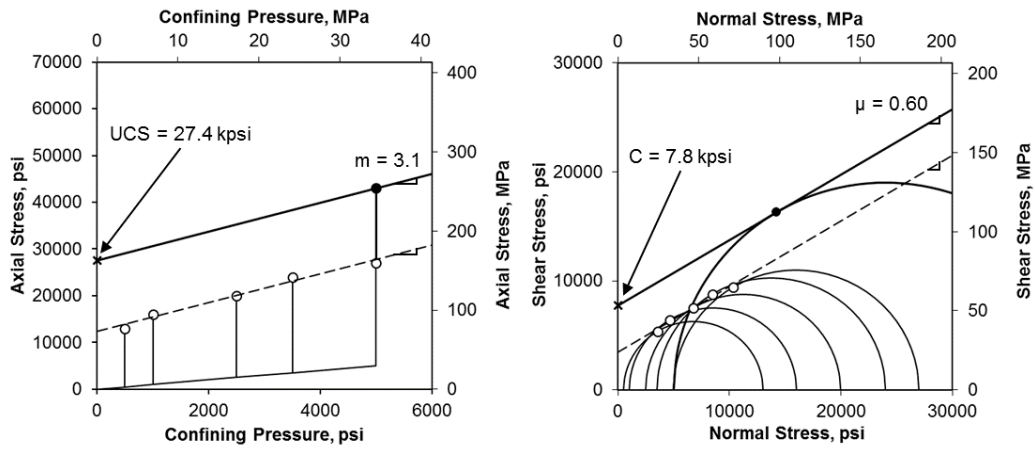 Confining Pressure, MPa
0 10 20 30 40
70000
60000
50000
40000
30000
20000
10000
0
Axial Stress, psi
400
300
200
100
0
Axial Stress, MPa
UCS = 27.4 kpsi
m = 3.1
0 2000 4000 6000
Confining Pressure, psi
Normal Stress, MPa
0 50 100 150 200
30000
20000
10000
0
Shear Stress, psi
200
150
100
50
0
Shear Stress, MPa
μ = 0.60
C = 7.8 kpsi
0 10000 20000 30000
Normal Stress, psi